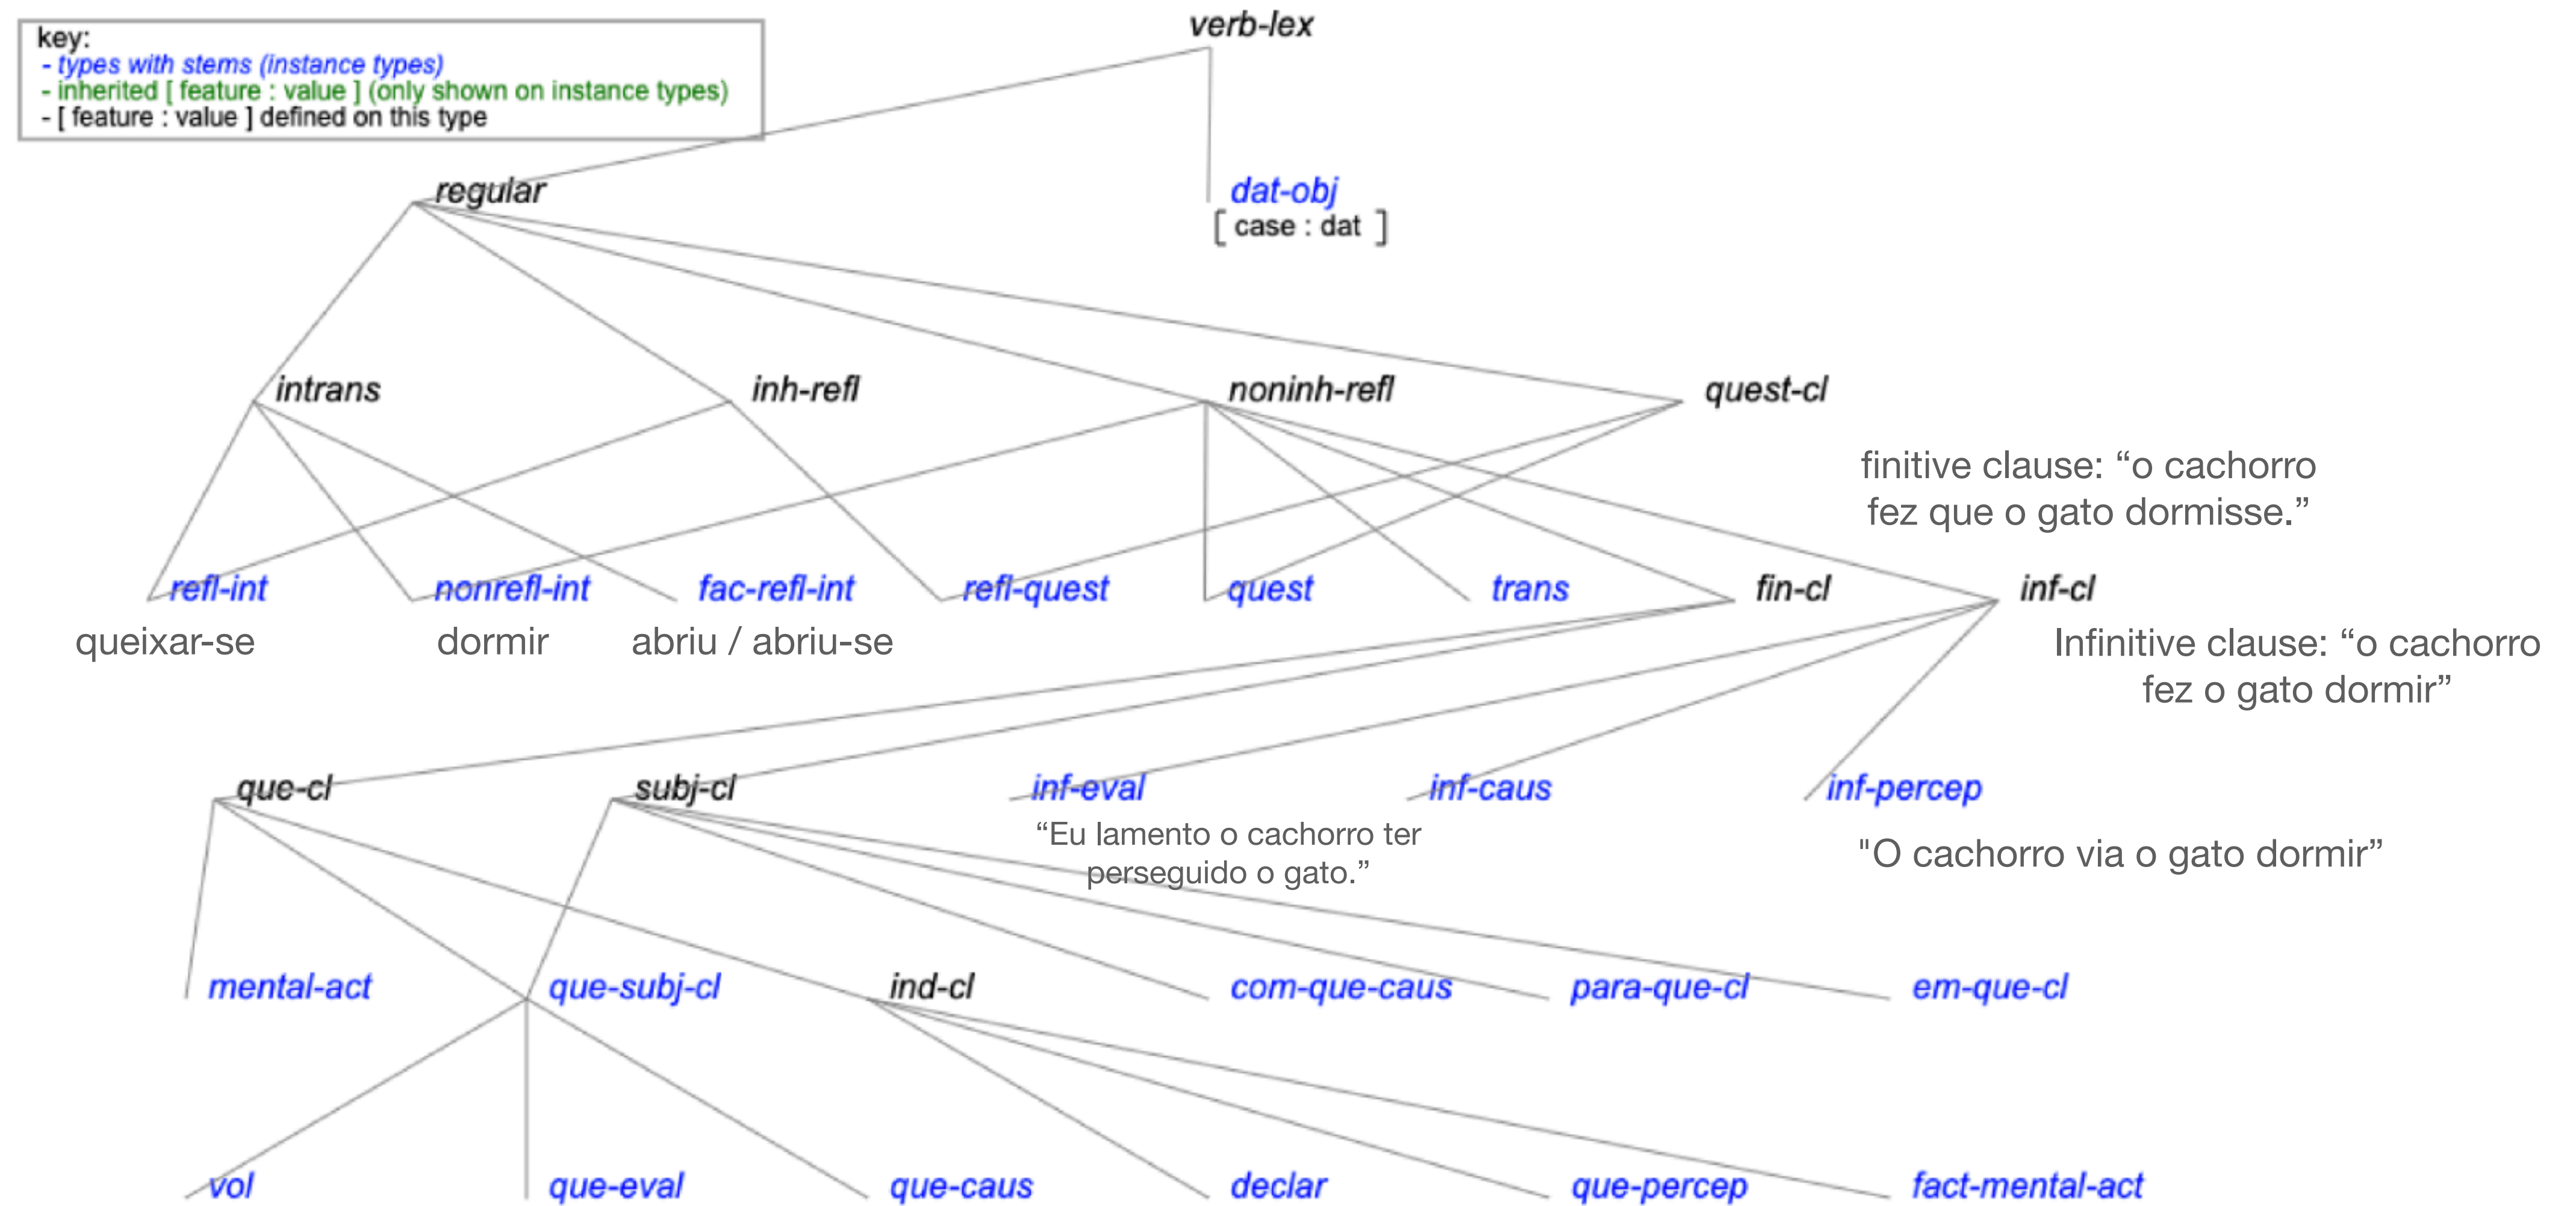 verb-lex
key:
- types with stems (instance types)
- inherited [ feature : value ] (only shown on instance types)
- [ feature : value ] defined on this type
regular
dat-obj
[ case : dat ]
intrans
inh-refl
noninh-refl
quest-cl
finitive clause: “o cachorro
fez que o gato dormisse.”
refl-int
nonrefl-int
fac-refl-int
refl-quest
quest
trans
fin-cl
inf-cl
queixar-se
dormir
abriu / abriu-se
Infinitive clause: “o cachorro
fez o gato dormir”
que-cl
subj-cl
inf-eval
inf-caus
inf-percep
“Eu lamento o cachorro ter
perseguido o gato.”
"O cachorro via o gato dormir”
mental-act
que-subj-cl
ind-cl
com-que-caus
para-que-cl
em-que-cl
vol
que-eval
que-caus
declar
que-percep
fact-mental-act